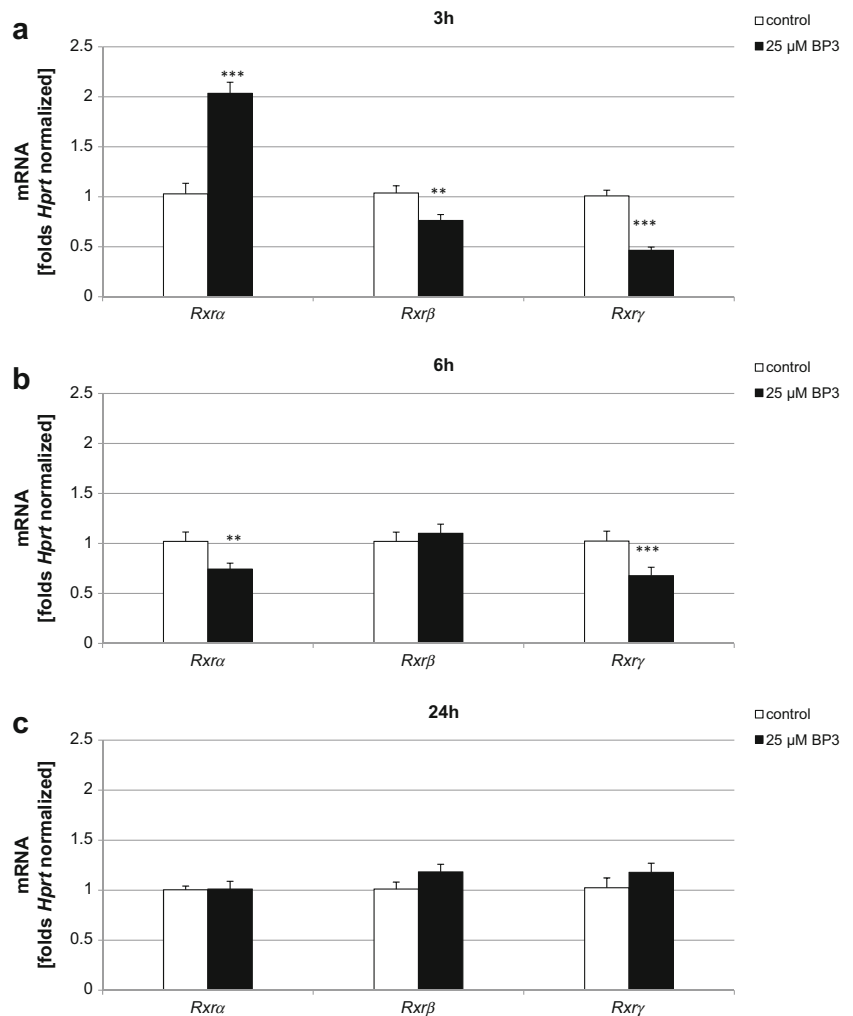 a
3h
control
25 μM BP3
mRNA
[folds Hprt normalized]
2.5
2
1.5
1
0.5
0
***
**
***
Rxrα
Rxrβ
Rxrγ
b
6h
control
25 μM BP3
mRNA
[folds Hprt normalized]
2.5
2
1.5
1
0.5
0
**
***
Rxrα
Rxrβ
Rxrγ
c
24h
control
25 μM BP3
mRNA
[folds Hprt normalized]
2.5
2
1.5
1
0.5
0
Rxrα
Rxrβ
Rxrγ